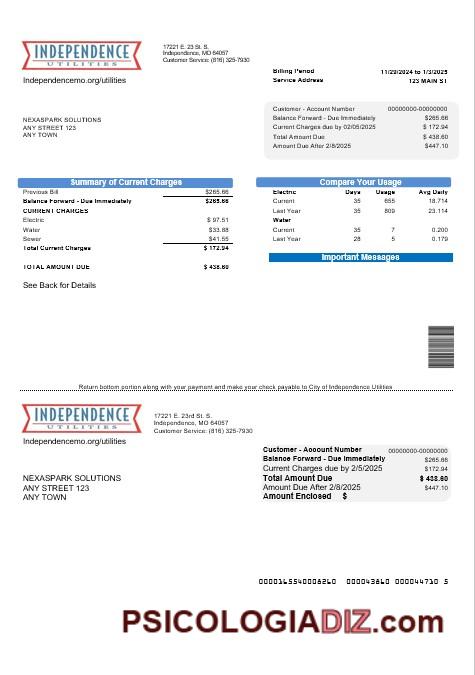 INDEPENDENCE
UTILITIES
17221 E. 23 St. S.
Independence, MO 64057
Customer Service: (816) 325-7930
Independencemo.org/utilities
Billing Period 11/29/2024 to 1/3/2025
Service Address 123 MAIN ST
NEXASPARK SOLUTIONS
ANY STREET 123
ANY TOWN
Customer - Account Number 00000000-00000000
Balance Forward - Due Immediately $265.66
Current Charges due by 02/05/2025 $ 172.94
Total Amount Due $ 438.60
Amount Due After 2/8/2025 $447.10
Summary of Current Charges
Previous Bill $265.66
Balance Forward - Due Immediately $265.66
CURRENT CHARGES
Electric $ 97.51
Water $33.88
Sewer $41.55
Total Current Charges $ 172.94
TOTAL AMOUNT DUE $ 438.60
See Back for Details
Compare Your Usage
Electric Days Usage Avg Daily
Current 35 655 18.714
Last Year 35 809 23.114
Water
Current 35 7 0.200
Last Year 28 5 0.179
Important Messages
Return bottom portion along with your payment and make your check payable to City of Independence Utilities
INDEPENDENCE
UTILITIES
17221 E. 23rd St. S.
Independence, MO 64057
Customer Service: (816) 325-7930
Independencemo.org/utilities
NEXASPARK SOLUTIONS
ANY STREET 123
ANY TOWN
Customer - Account Number 00000000-00000000
Balance Forward - Due Immediately $265.66
Current Charges due by 2/5/2025 $172.94
Total Amount Due $ 438.60
Amount Due After 2/8/2025 $447.10
Amount Enclosed $
0000165540008260 000043860 000044710 5
PSICOLOGIADIZ.com